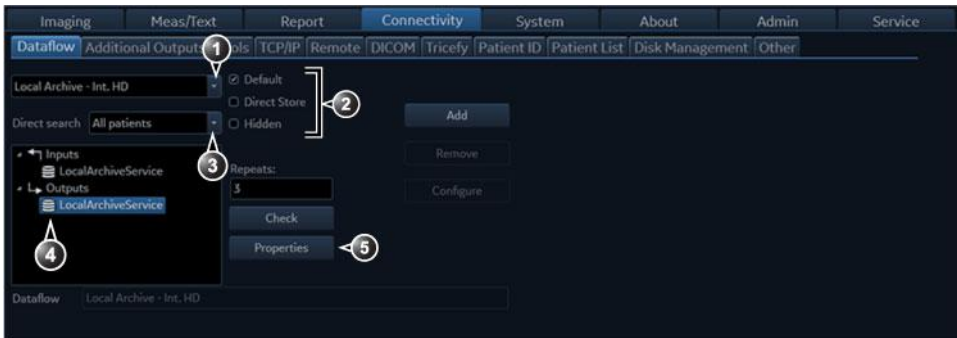 Imaging Meas/Text Report Connectivity System About Admin Service
Dataflow Additional Outputs ols TCP/IP Remote DICOM Tricefy Patient ID Patient List Disk Management Other
1
Local Archive - Int. HD Default
Direct Store 2
Add
Direct search All patients Hidden
3
Remove
Inputs
LocalArchiveService Repeats:
Outputs 3 Configure
LocalArchiveService
Check
4 Properties 5
Dataflow Local Archive - Int. HD